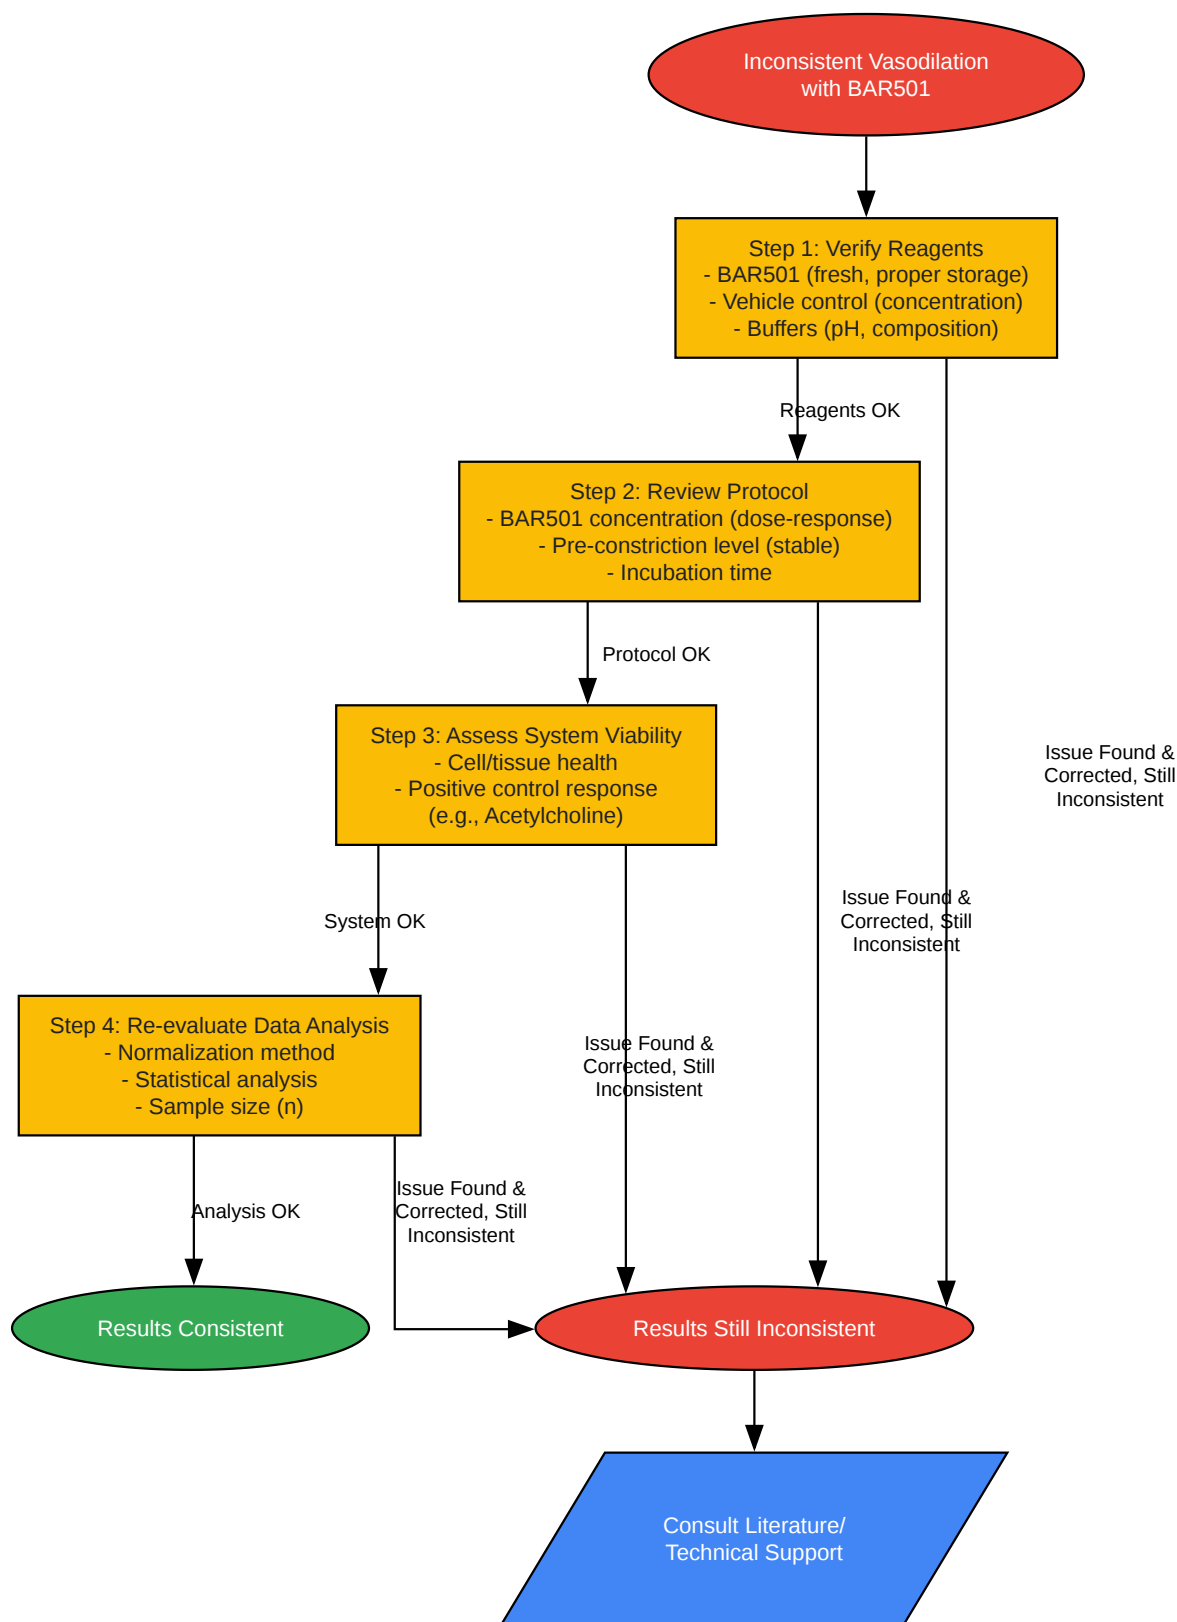 Inconsistent Vasodilation
with BAR501
Step 1: Verify Reagents
- BAR501 (fresh, proper storage)
- Vehicle control (concentration)
- Buffers (pH, composition)
Reagents OK
Step 2: Review Protocol
- BAR501 concentration (dose-response)
- Pre-constriction level (stable)
- Incubation time
Protocol OK
Step 3: Assess System Viability
- Cell/tissue health
- Positive control response
(e.g., Acetylcholine)
Issue Found &
Corrected, Still
Inconsistent
System OK
Issue Found &
Corrected, Still
Inconsistent
Step 4: Re-evaluate Data Analysis
- Normalization method
- Statistical analysis
- Sample size (n)
Issue Found &
Corrected, Still
Inconsistent
Analysis OK
Issue Found &
Corrected, Still
Inconsistent
Results Consistent
Results Still Inconsistent
Consult Literature/
Technical Support